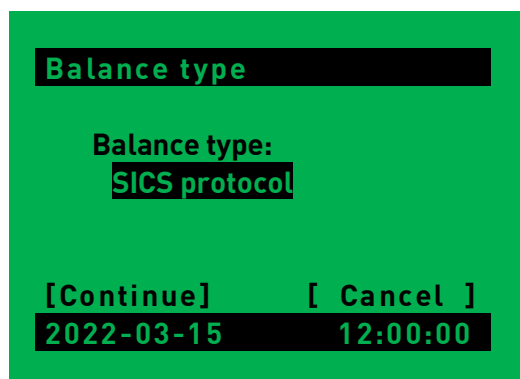 Balance type
Balance type:
SICS protocol
[Continue] [ Cancel ]
2022-03-15 12:00:00